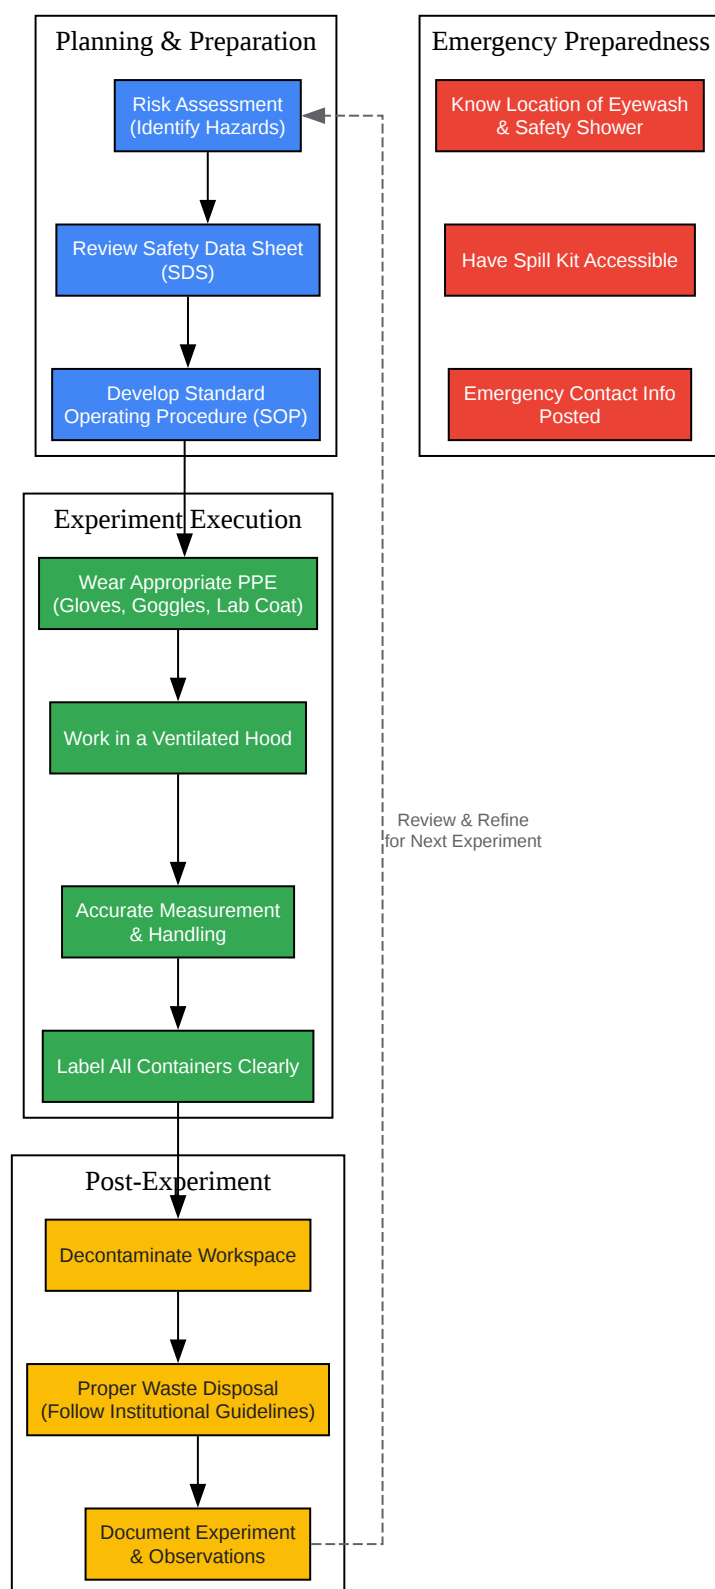 Planning & Preparation
Risk Assessment
(Identify Hazards)
Review Safety Data Sheet
(SDS)
Develop Standard
Operating Procedure (SOP)
Emergency Preparedness
Know Location of Eyewash
& Safety Shower
Have Spill Kit Accessible
Emergency Contact Info
Posted
Experiment Execution
Wear Appropriate PPE
(Gloves, Goggles, Lab Coat)
Work in a Ventilated Hood
Accurate Measurement
& Handling
Label All Containers Clearly
Review & Refine
for Next Experiment
Post-Experiment
Decontaminate Workspace
Proper Waste Disposal
(Follow Institutional Guidelines)
Document Experiment
& Observations